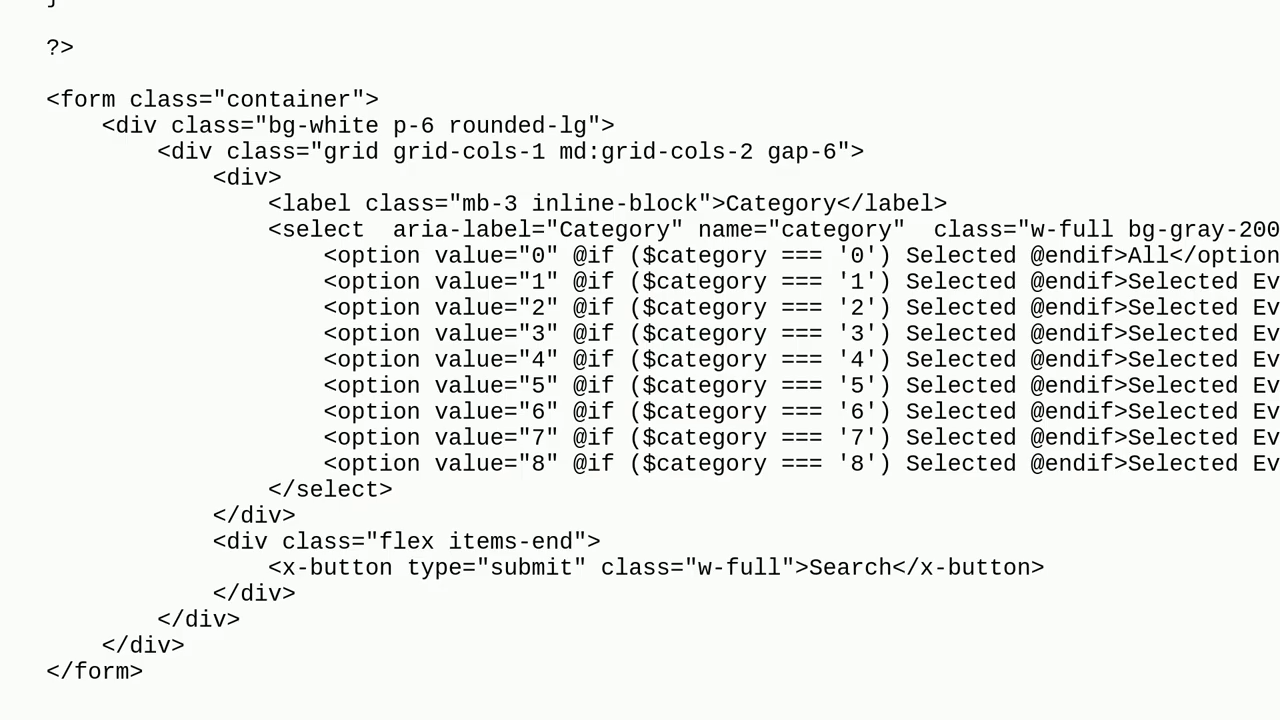 }
?>
<form class="container">
    <div class="bg-white p-6 rounded-lg">
        <div class="grid grid-cols-1 md:grid-cols-2 gap-6">
            <div>
                <label class="mb-3 inline-block">Category</label>
                <select  aria-label="Category" name="category"  class="w-full bg-gray-200
                    <option value="0" @if ($category === '0') Selected @endif>All</option
                    <option value="1" @if ($category === '1') Selected @endif>Selected Ev
                    <option value="2" @if ($category === '2') Selected @endif>Selected Ev
                    <option value="3" @if ($category === '3') Selected @endif>Selected Ev
                    <option value="4" @if ($category === '4') Selected @endif>Selected Ev
                    <option value="5" @if ($category === '5') Selected @endif>Selected Ev
                    <option value="6" @if ($category === '6') Selected @endif>Selected Ev
                    <option value="7" @if ($category === '7') Selected @endif>Selected Ev
                    <option value="8" @if ($category === '8') Selected @endif>Selected Ev
                </select>
            </div>
            <div class="flex items-end">
                <x-button type="submit" class="w-full">Search</x-button>
            </div>
        </div>
    </div>
</form>